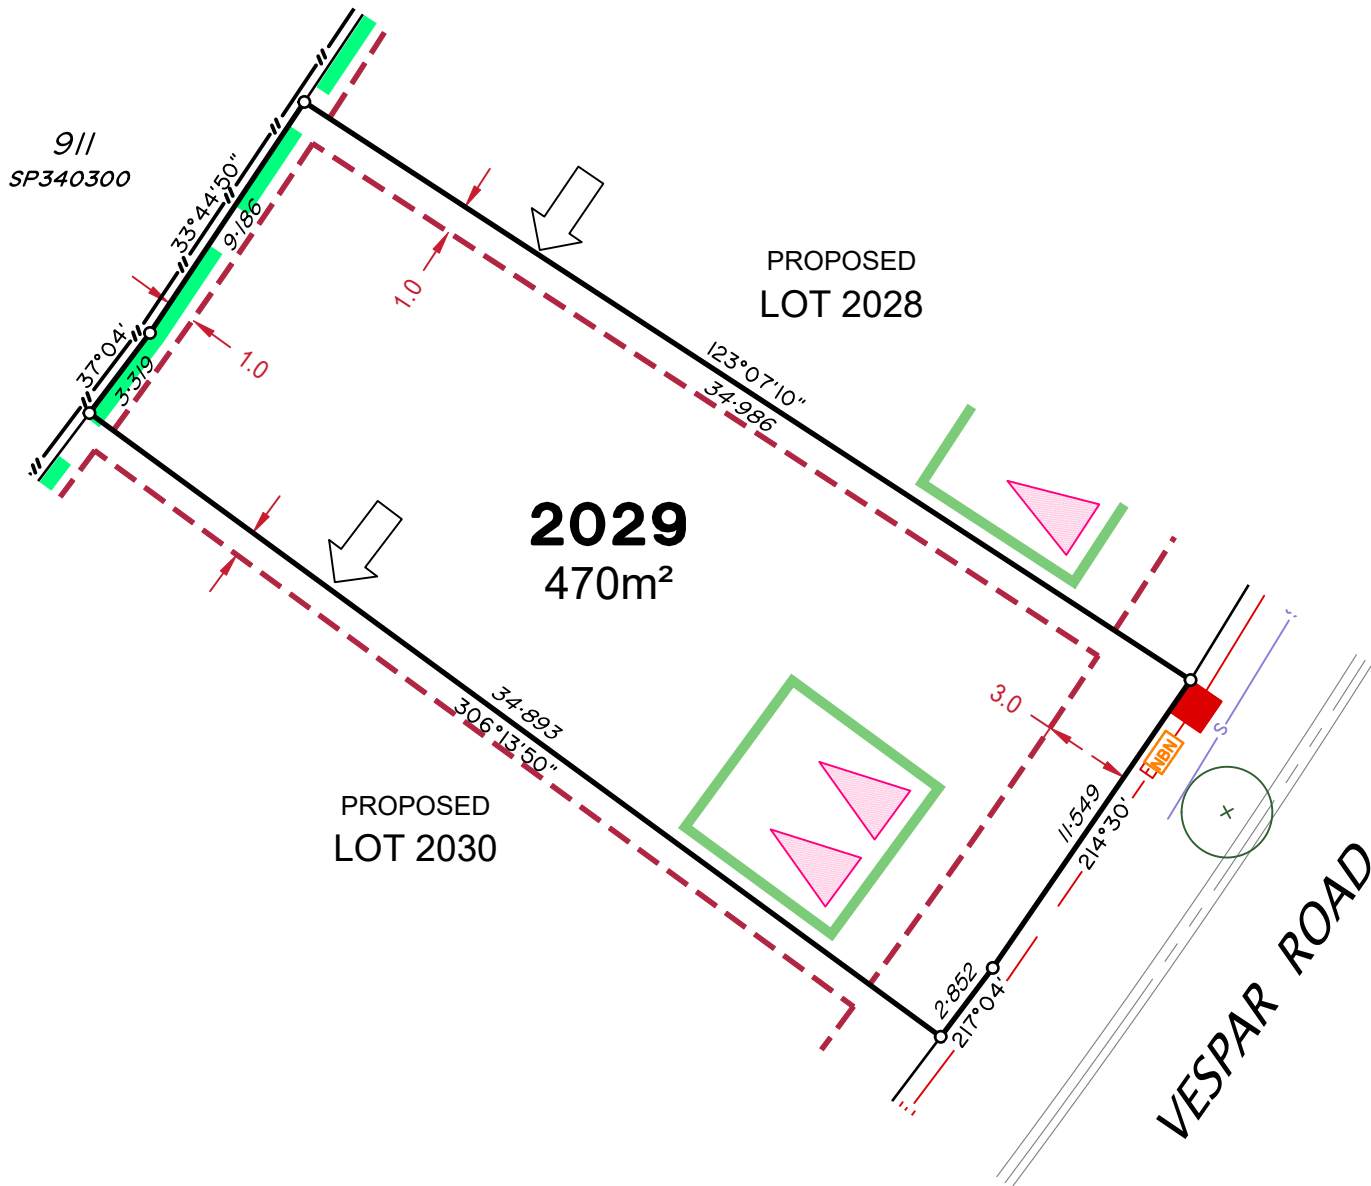 911
SP340300
33°44'50"
9·186
37°04'
3·319
1.0
1.0
PROPOSED
LOT 2028
123°07'10"
34·986
2029
470m²
34·893
306°13'50"
PROPOSED
LOT 2030
3.0
S
E
NBN
11·549
214°30'
2·852
217°04'
VESPAR ROAD